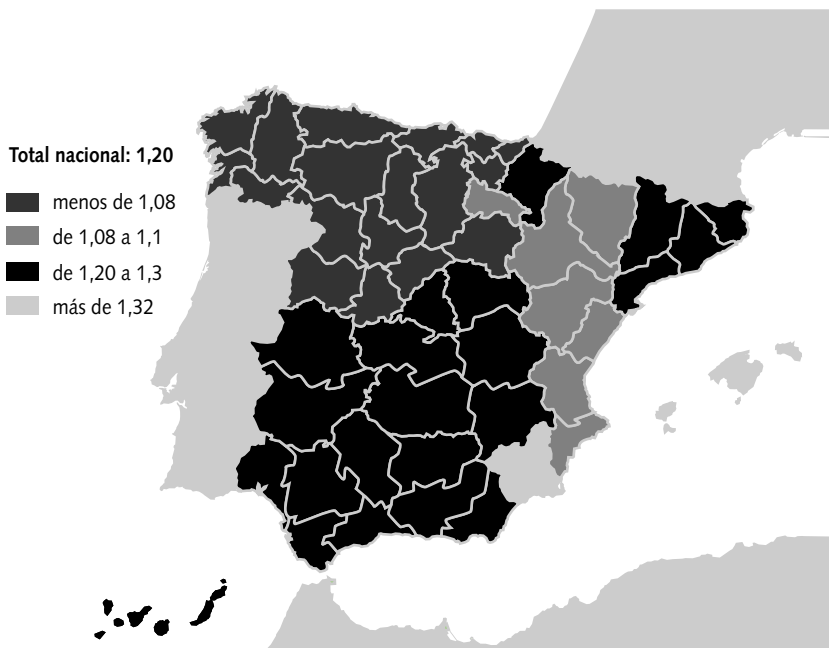 Total nacional: 1,20
menos de 1,08
de 1,08 a 1,1
de 1,20 a 1,3
más de 1,32